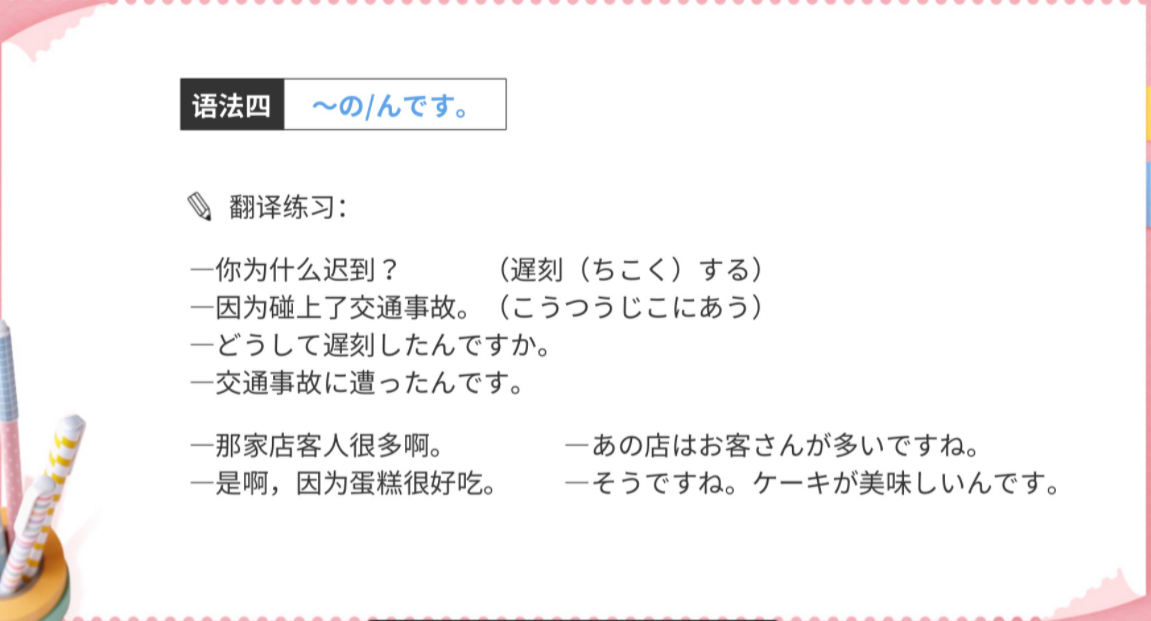 语法四 ～の/んです。
翻译练习：
—你为什么迟到？ （遅刻（ちこく）する）
—因为碰上了交通事故。（こうつうじこにあう）
—どうして遅刻したんですか。
—交通事故に遭ったんです。
—那家店客人很多啊。 —あの店はお客さんが多いですね。
—是啊，因为蛋糕很好吃。 —そうですね。ケーキが美味しいんです。